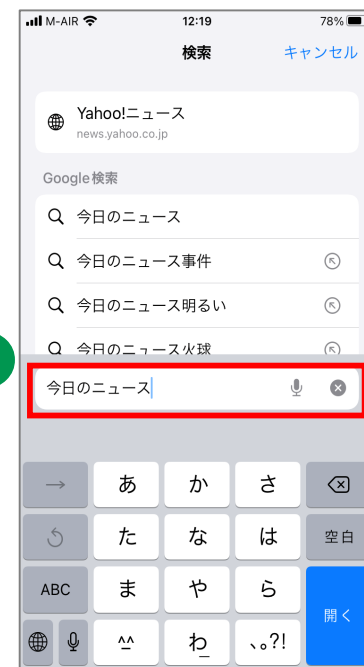 M-AIR 12:19 78%
検索 キャンセル
Yahoo!ニュース
news.yahoo.co.jp
Google検索
今日のニュース
今日のニュース事件
今日のニュース明るい
今日のニュース火球
今日のニュース
→ あ か さ
た な は 空白
ABC ま や ら
開く
^^ わ_ 、。?!